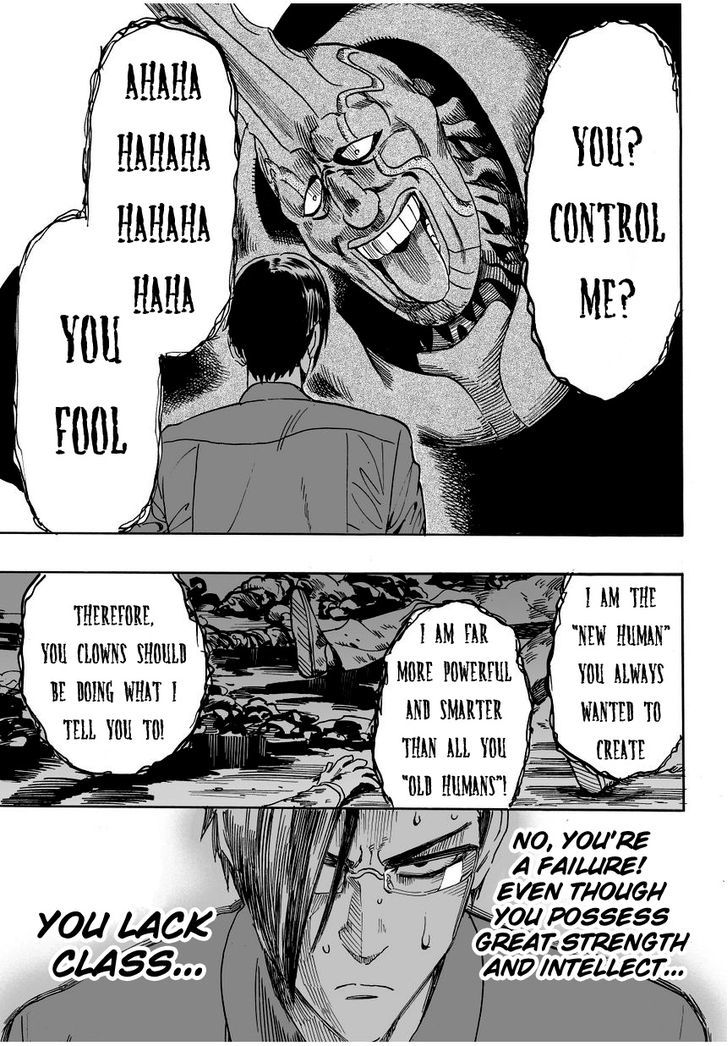 YOU?
CONTROL
ME?
AHAHA
HAHAHA
HAHAHA
HAHA
YOU
FOOL
I AM THE
"NEW HUMAN"
YOU ALWAYS
WANTED TO
CREATE
I AM FAR
MORE POWERFUL
AND SMARTER
THAN ALL YOU
"OLD HUMANS"!
THEREFORE,
YOU CLOWNS SHOULD
BE DOING WHAT I
TELL YOU TO!
NO, YOU'RE
A FAILURE!
EVEN THOUGH
YOU POSSESS
GREAT STRENGTH
AND INTELLECT...
YOU LACK
CLASS...